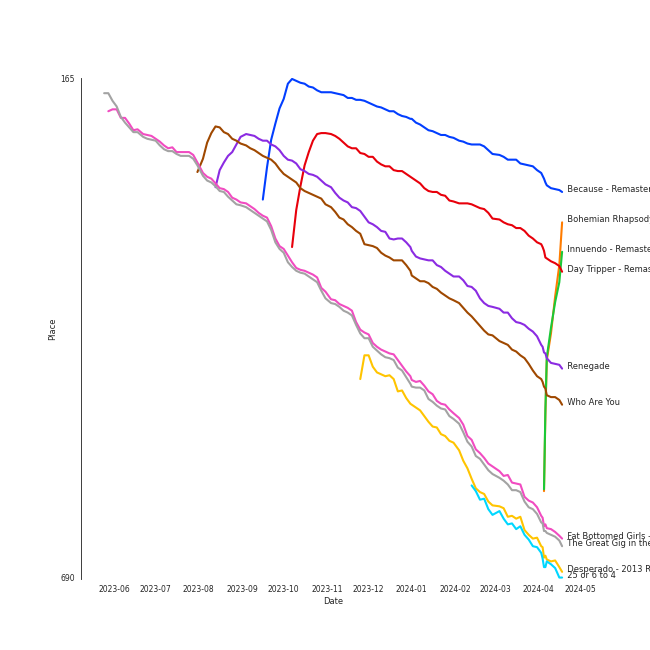 165
Because - Remaster
Bohemian Rhapsody
Innuendo - Remaste
Day Tripper - Remas
Place
Renegade
Who Are You
Fat Bottomed Girls -
The Great Gig in the
Desperado - 2013 R
25 or 6 to 4
690
2023-06 2023-07 2023-08 2023-09 2023-10 2023-11 2023-12 2024-01 2024-02 2024-03 2024-04 2024-05
Date